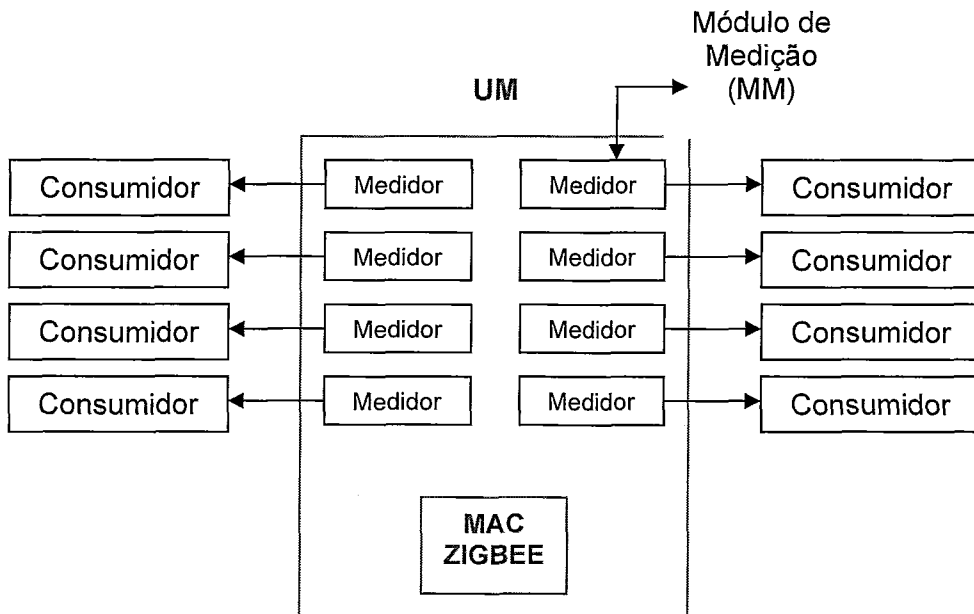 Módulo de
Medição
(MM)
UM
Consumidor
Medidor
Medidor
Consumidor
Consumidor
Medidor
Medidor
Consumidor
Consumidor
Medidor
Medidor
Consumidor
Consumidor
Medidor
Medidor
Consumidor
MAC
ZIGBEE